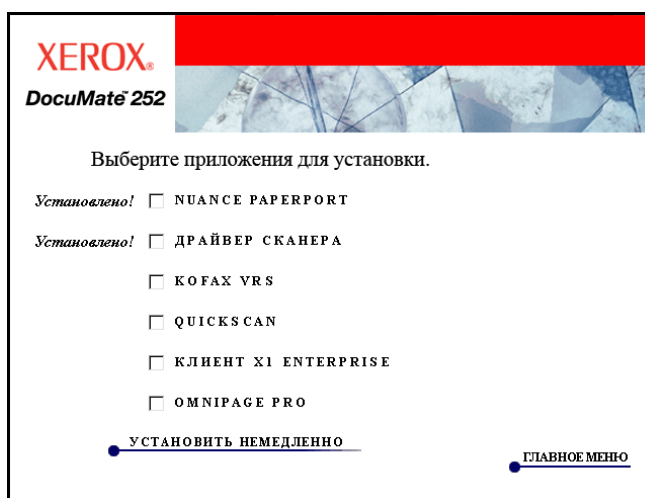 XEROX®
DocuMate™ 252
Выберите приложения для установки.
Установлено! NUANCE PAPERPORT
Установлено! ДРАЙВЕР СКАНЕРА
KOFAX VRS
QUICKSCAN
КЛИЕНТ X1 ENTERPRISE
OMNIPAGE PRO
УСТАНОВИТЬ НЕМЕДЛЕННО
ГЛАВНОЕ МЕНЮ